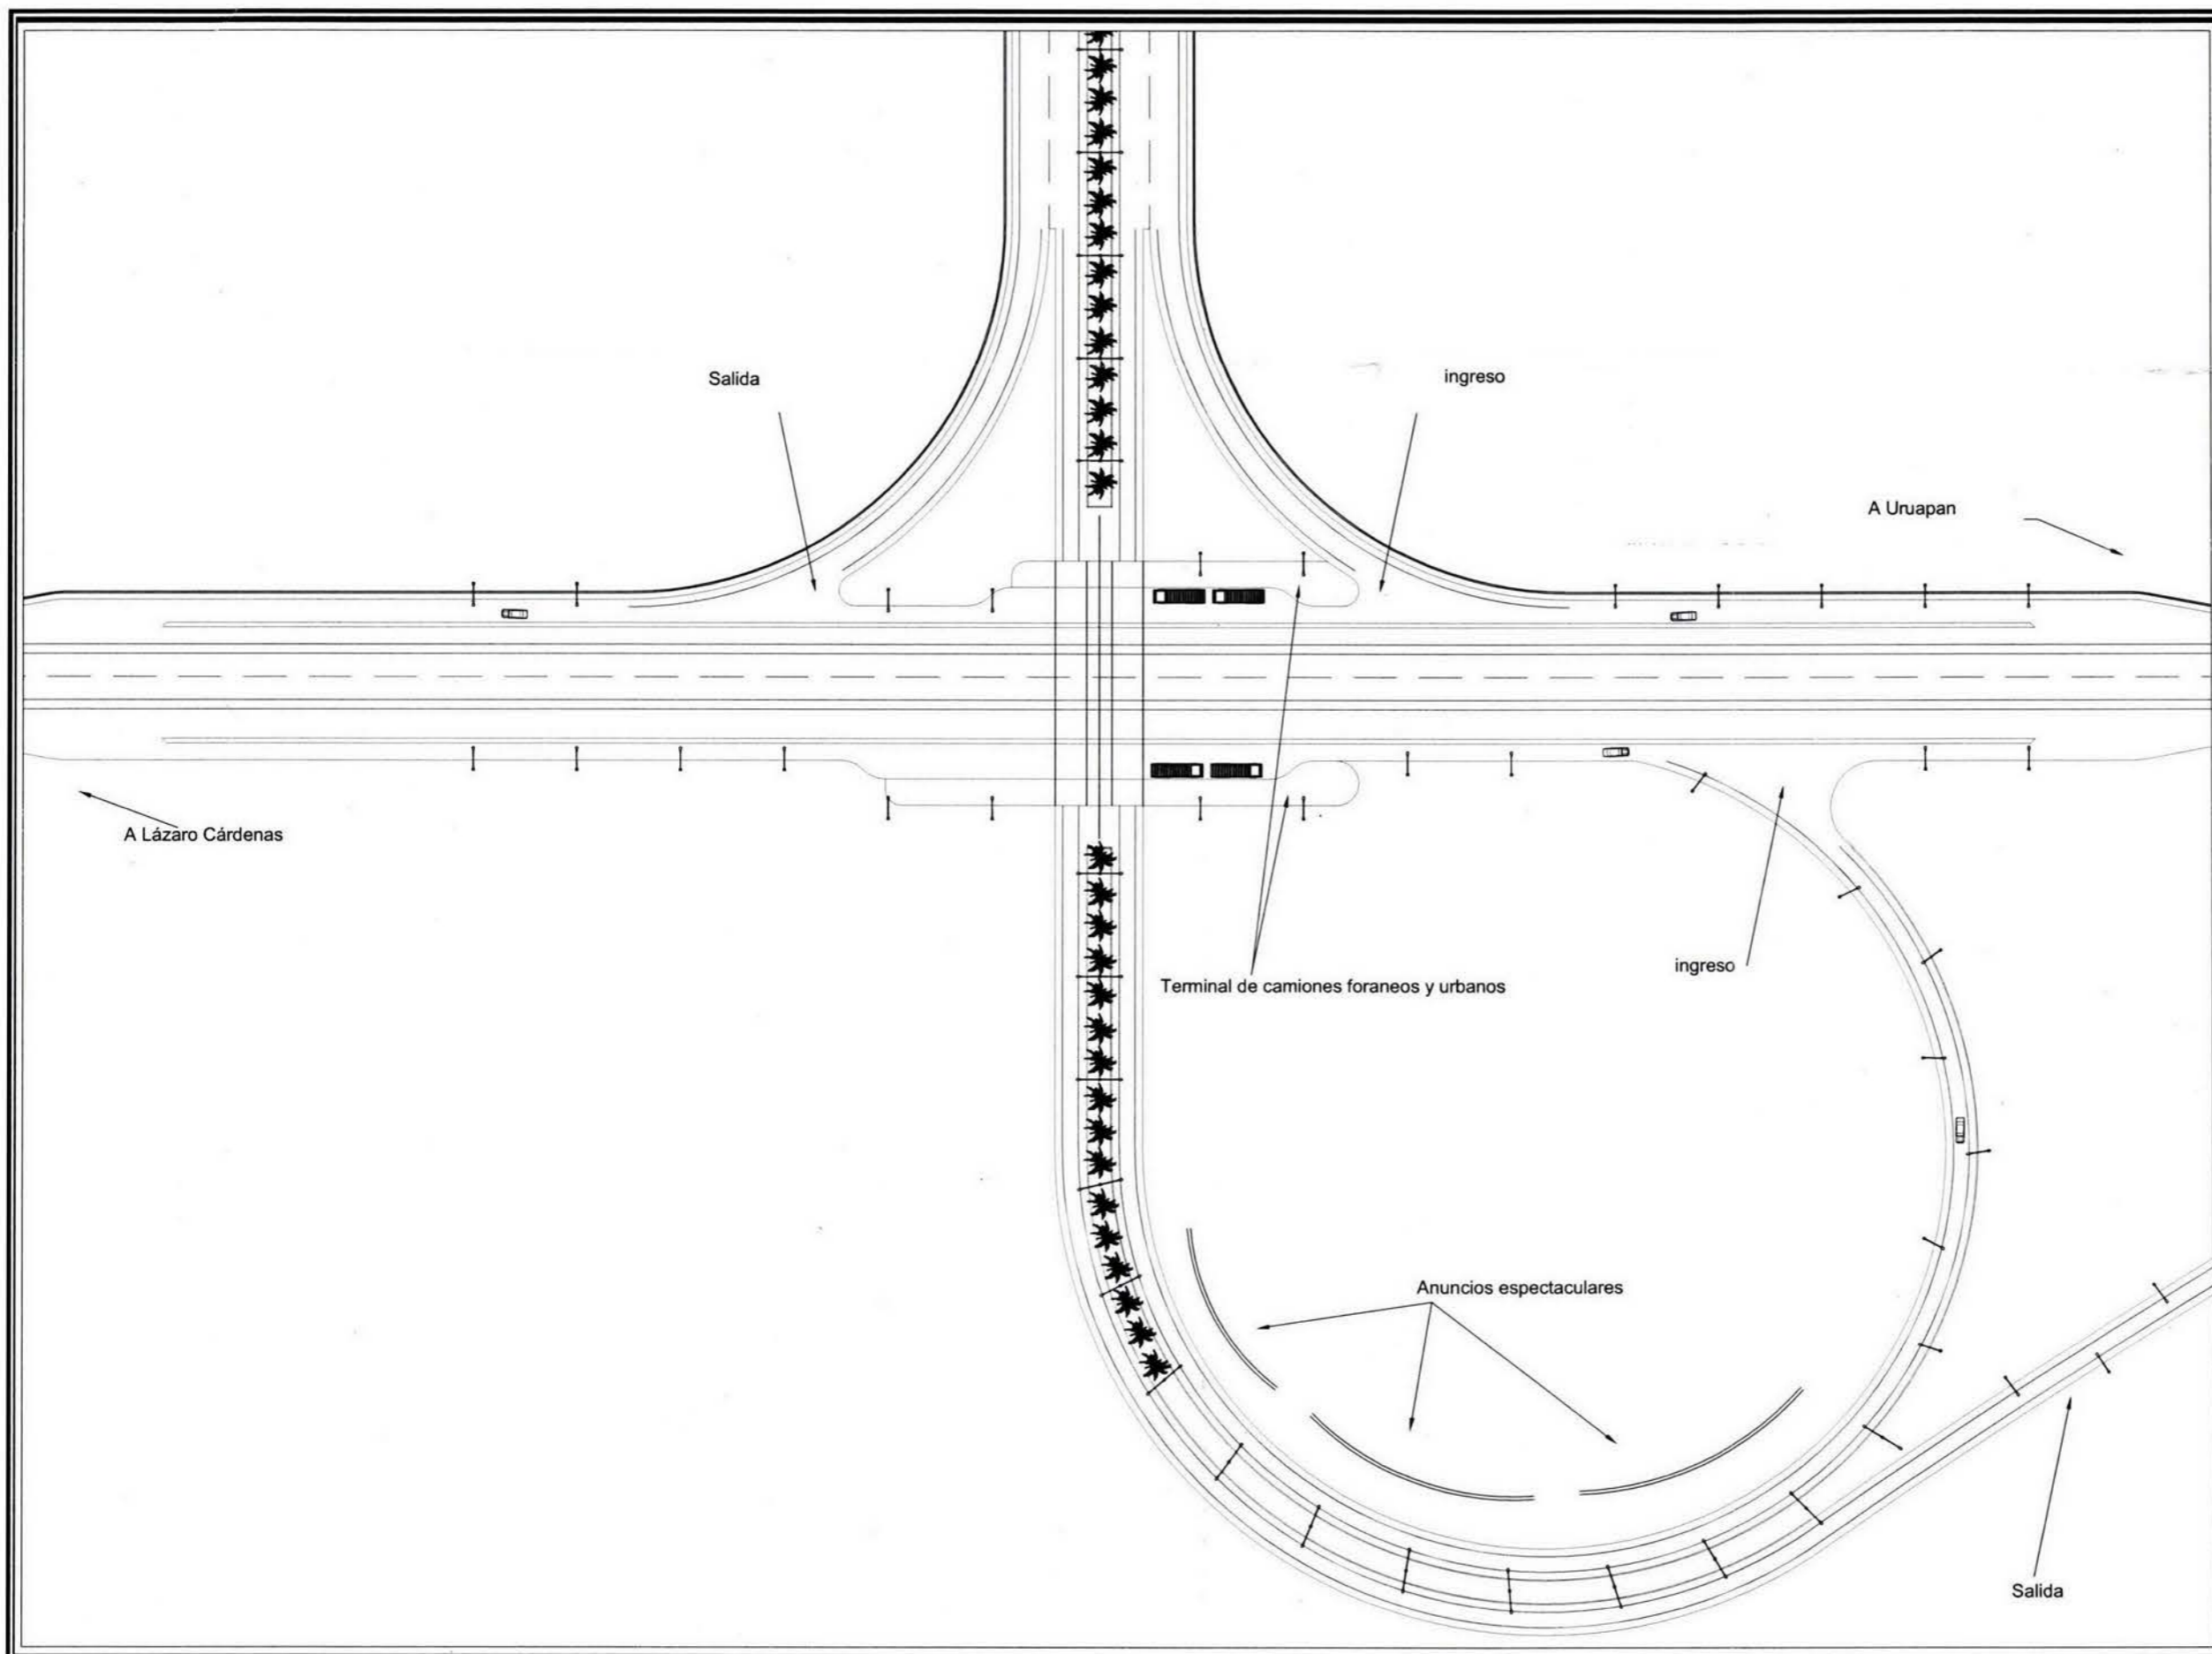 Salida
ingreso
A Uruapan
A Lázaro Cárdenas
ingreso
Terminal de camiones foraneos y urbanos
Anuncios espectaculares
Salida